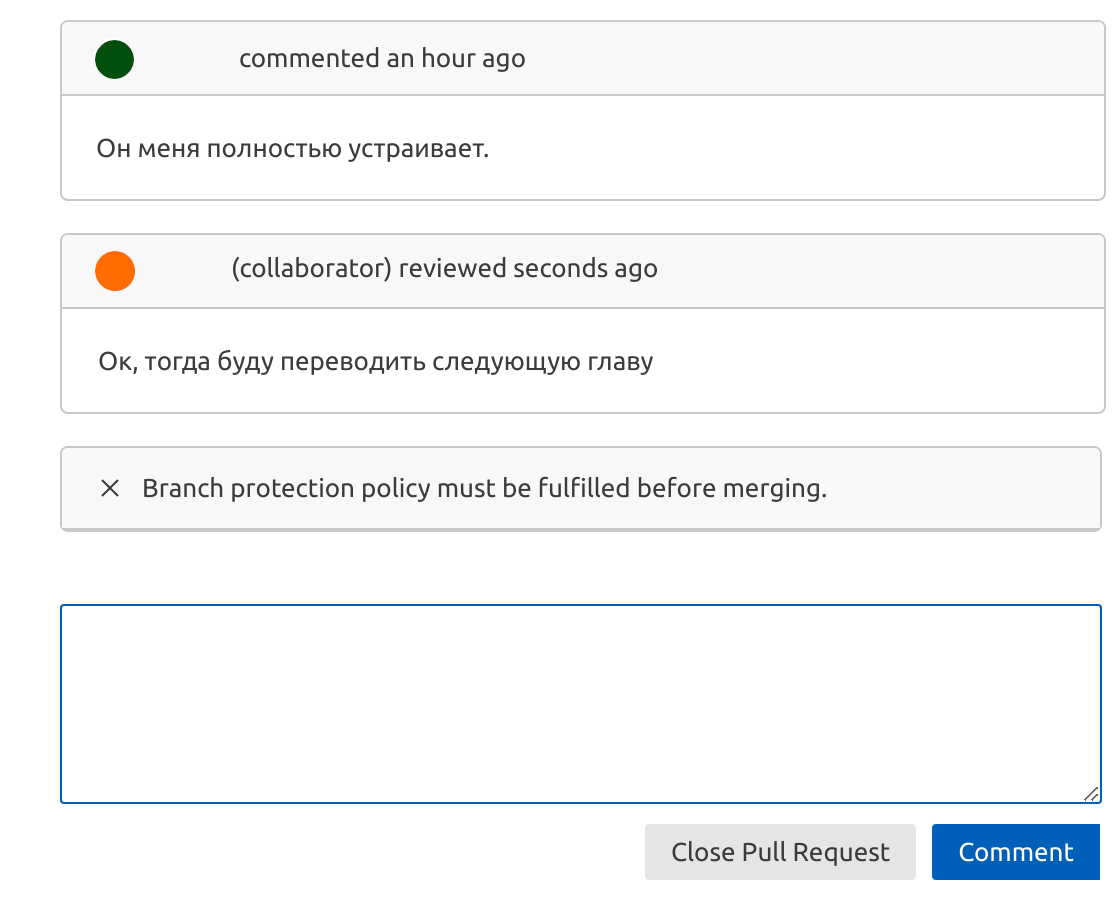 commented an hour ago
Он меня полностью устраивает.
(collaborator) reviewed seconds ago
Ок, тогда буду переводить следующую главу
Branch protection policy must be fulfilled before merging.
Close Pull Request
Comment